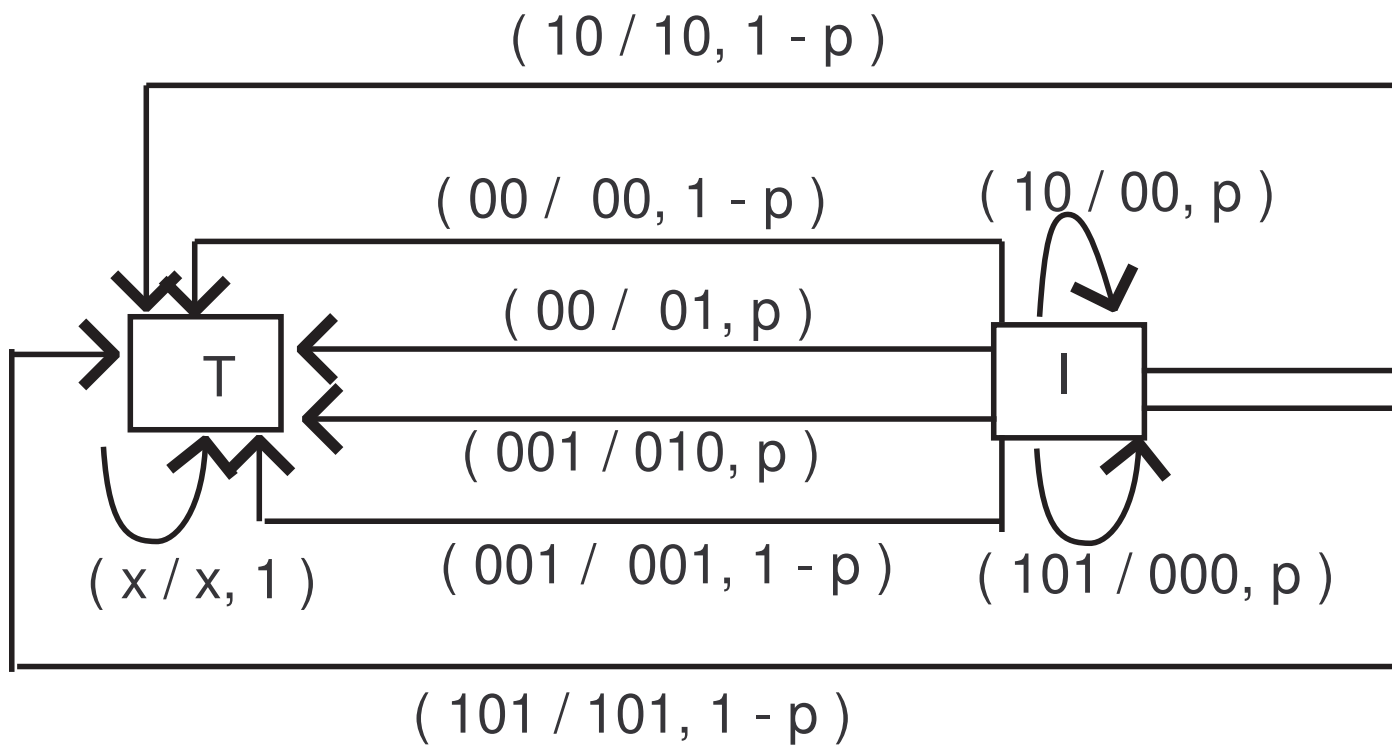 ( 10 / 10, 1 - p )
( 00 / 00, 1 - p )
( 10 / 00, p )
( 00 / 01, p )
T
I
( 001 / 010, p )
( 001 / 001, 1 - p )
( x / x, 1 )
( 101 / 000, p )
( 101 / 101, 1 - p )